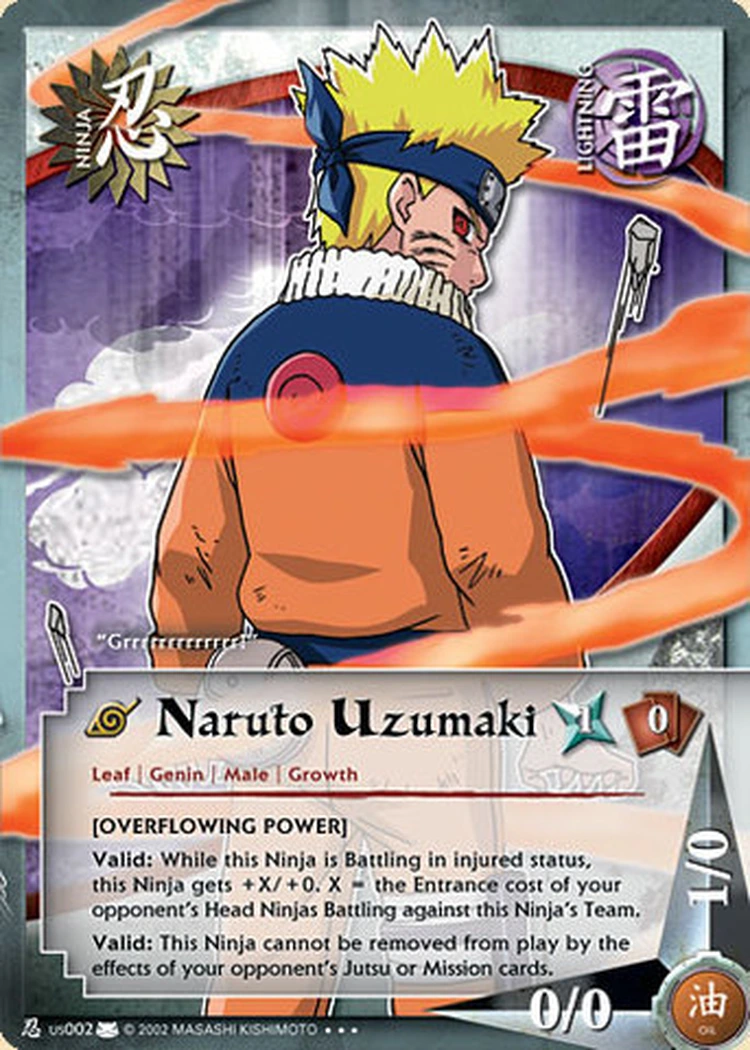 忍
NINJA
雷
LIGHTNING
"Grrrrrrrrrrrrr!"
Naruto Uzumaki
1
0
Leaf | Genin | Male | Growth
[OVERFLOWING POWER]
Valid: While this Ninja is Battling in injured status,
this Ninja gets +X/+0. X = the Entrance cost of your
opponent's Head Ninjas Battling against this Ninja's Team.
Valid: This Ninja cannot be removed from play by the
effects of your opponent's Jutsu or Mission cards.
1/0
0/0
油
OIL
US002 © 2002 MASASHI KISHIMOTO